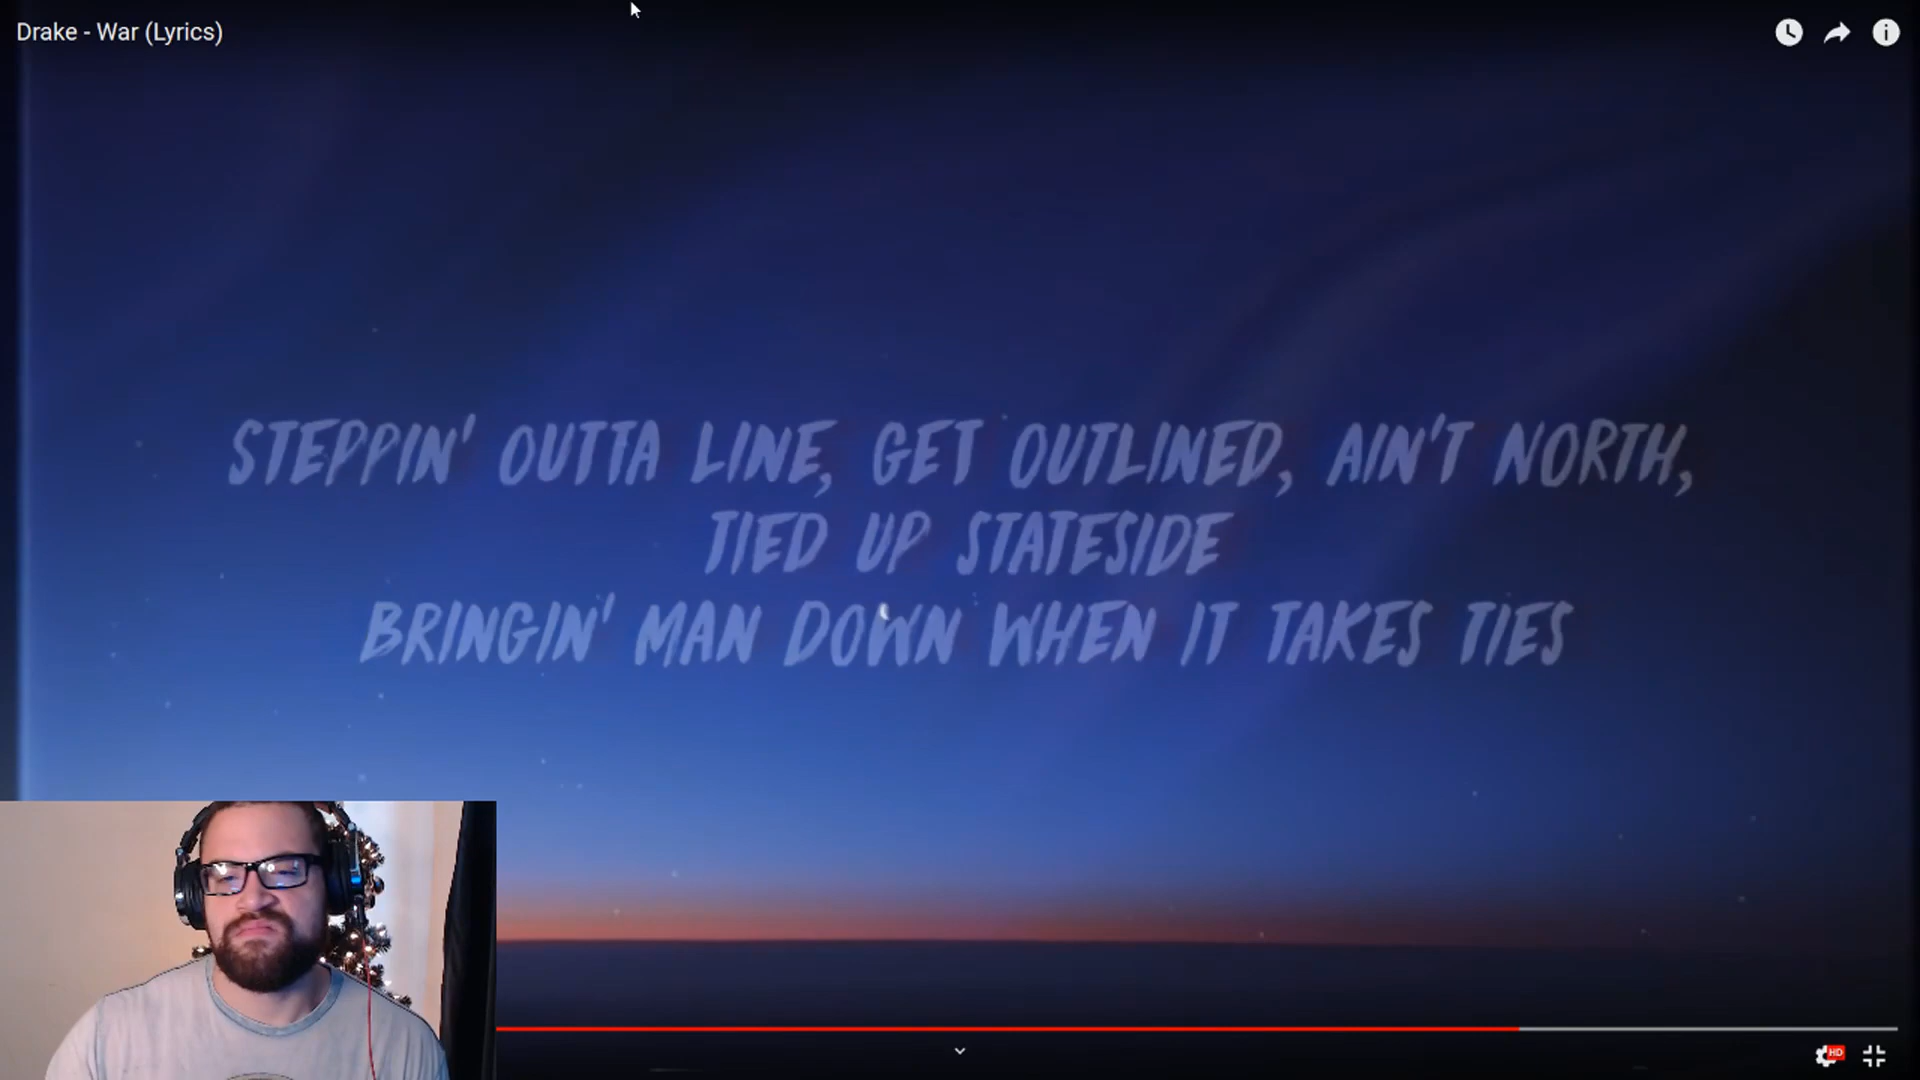 Drake - War (Lyrics)
STEPPIN' OUTTA LINE, GET OUTLINED, AIN'T NORTH,
TIED UP STATESIDE
BRINGIN' MAN DOWN WHEN IT TAKES TIES
HD